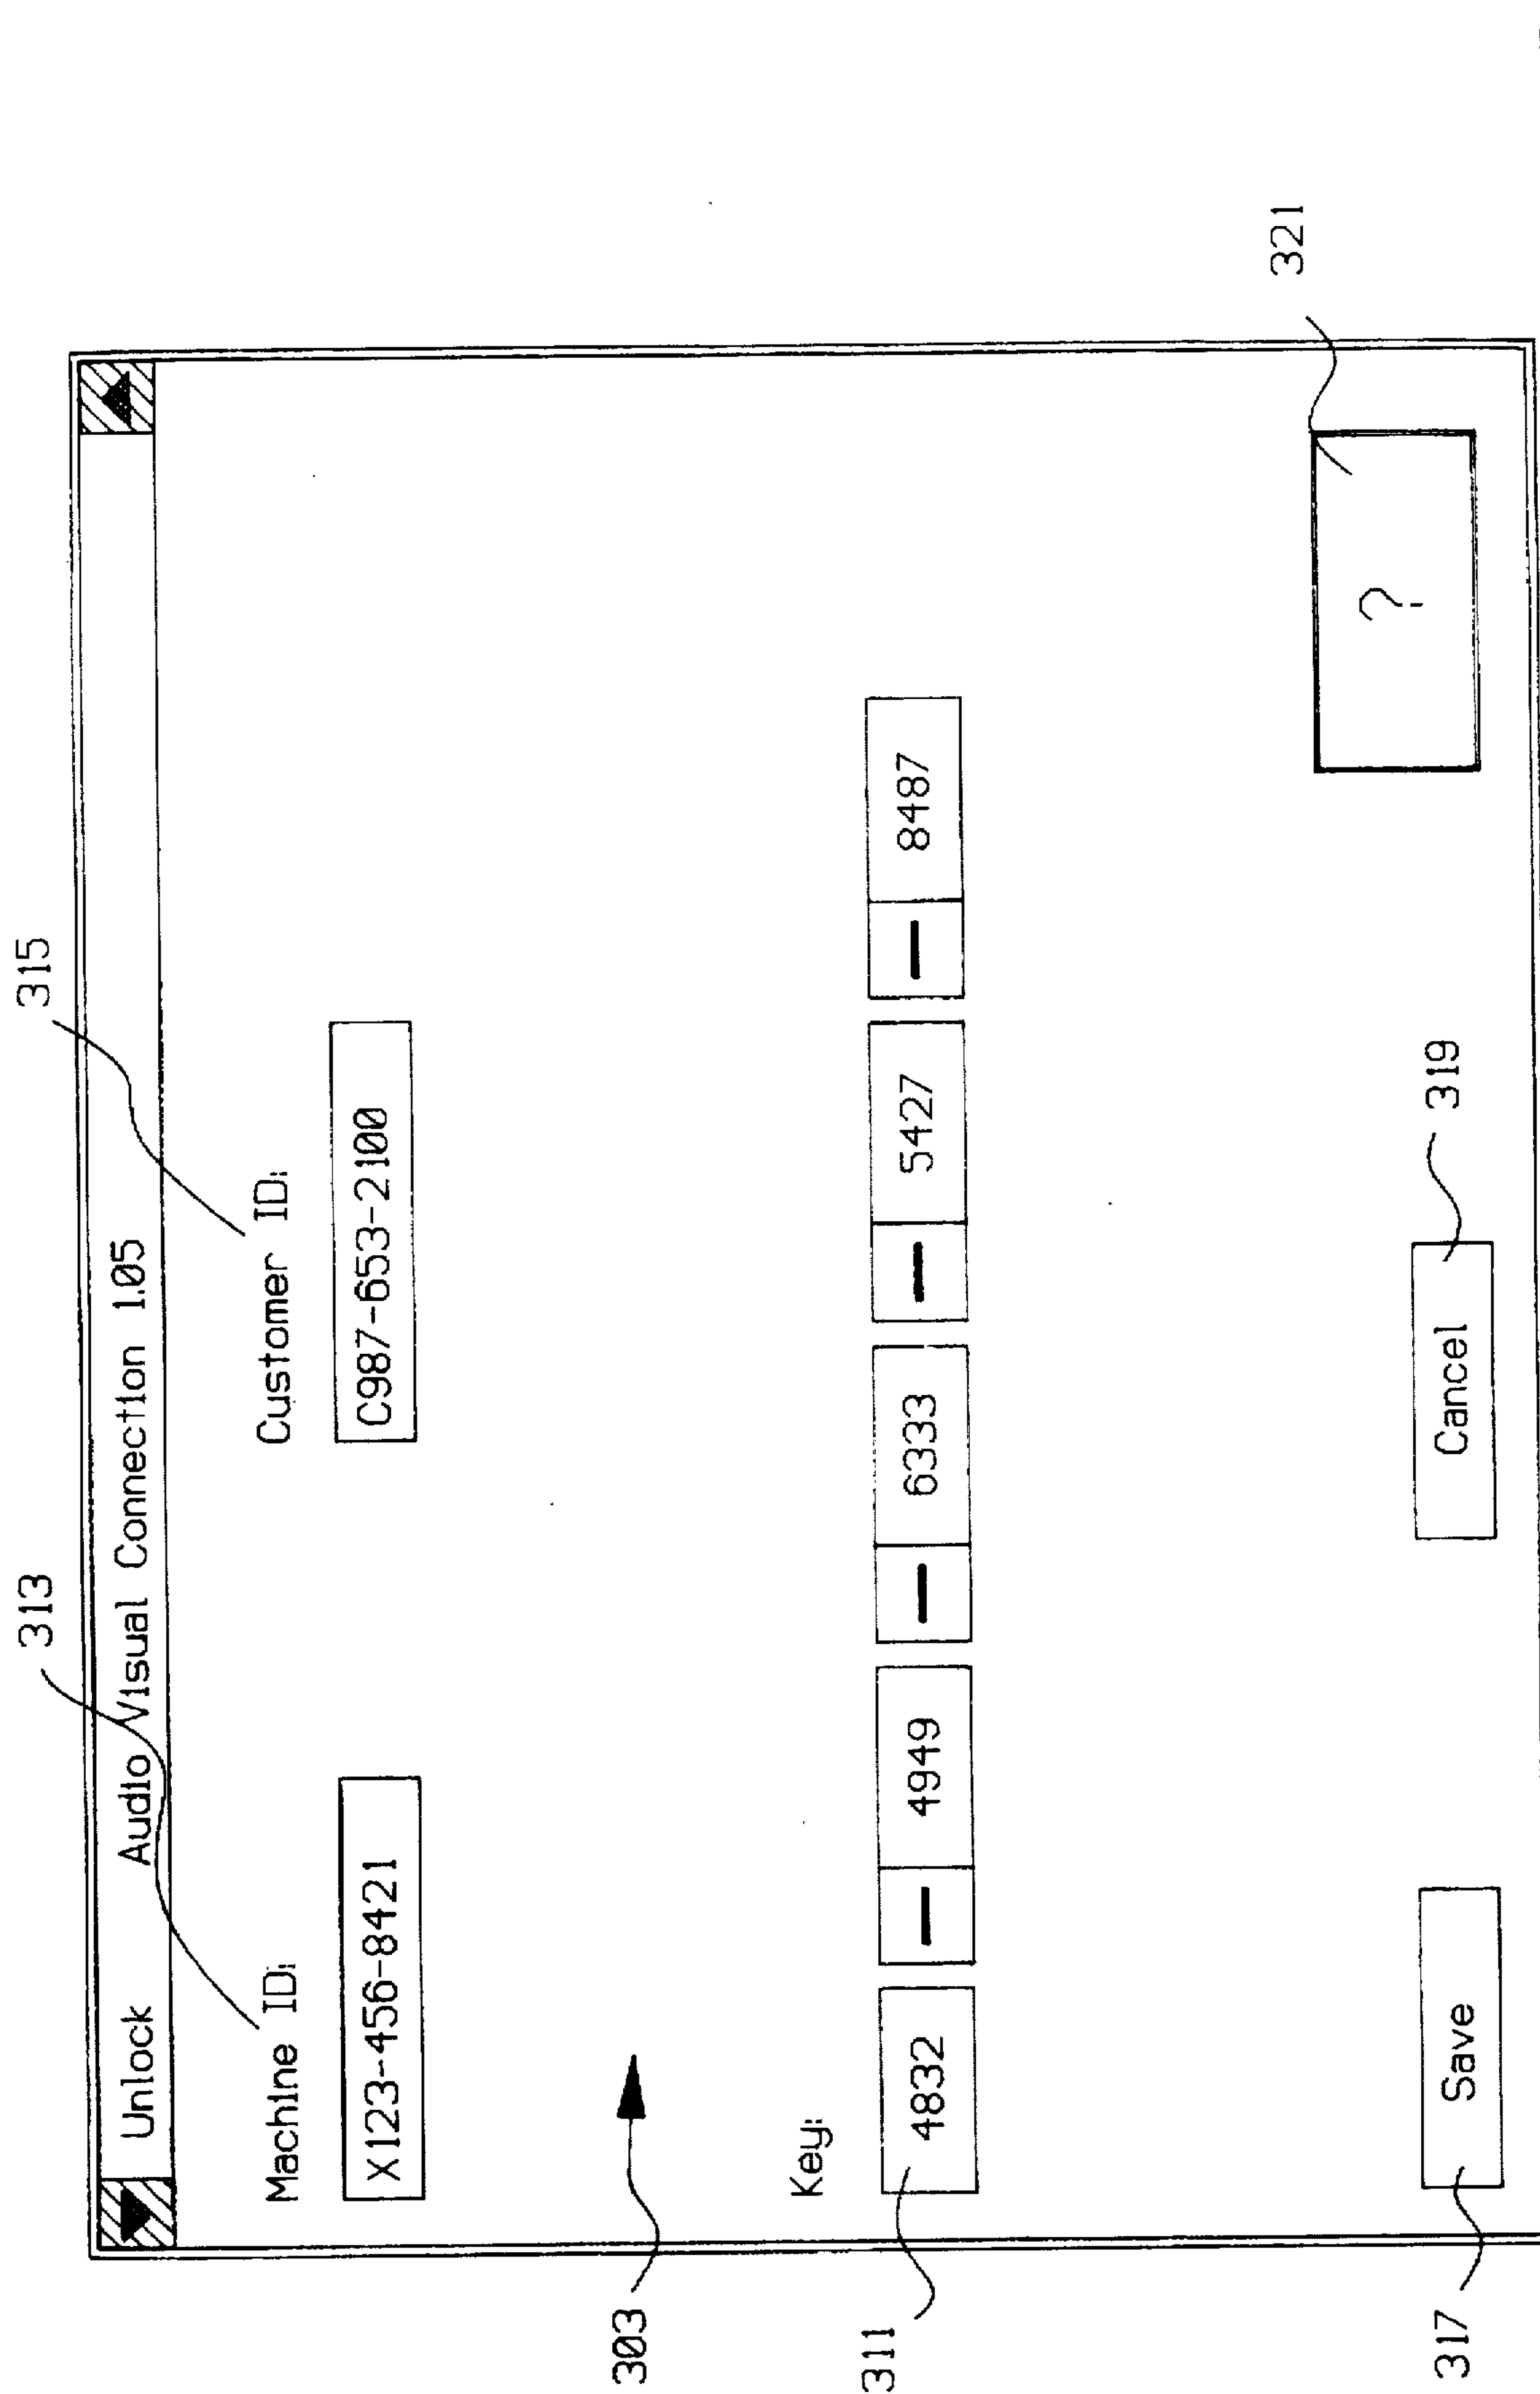 313 315
Unlock Audio Visual Connection 1.05
Machine ID: Customer ID:
X123-456-8421 C987-653-2100
303
Key:
311 4832 — 4949 — 6333 — 5427 — 8487
321
?
317 Save Cancel 319